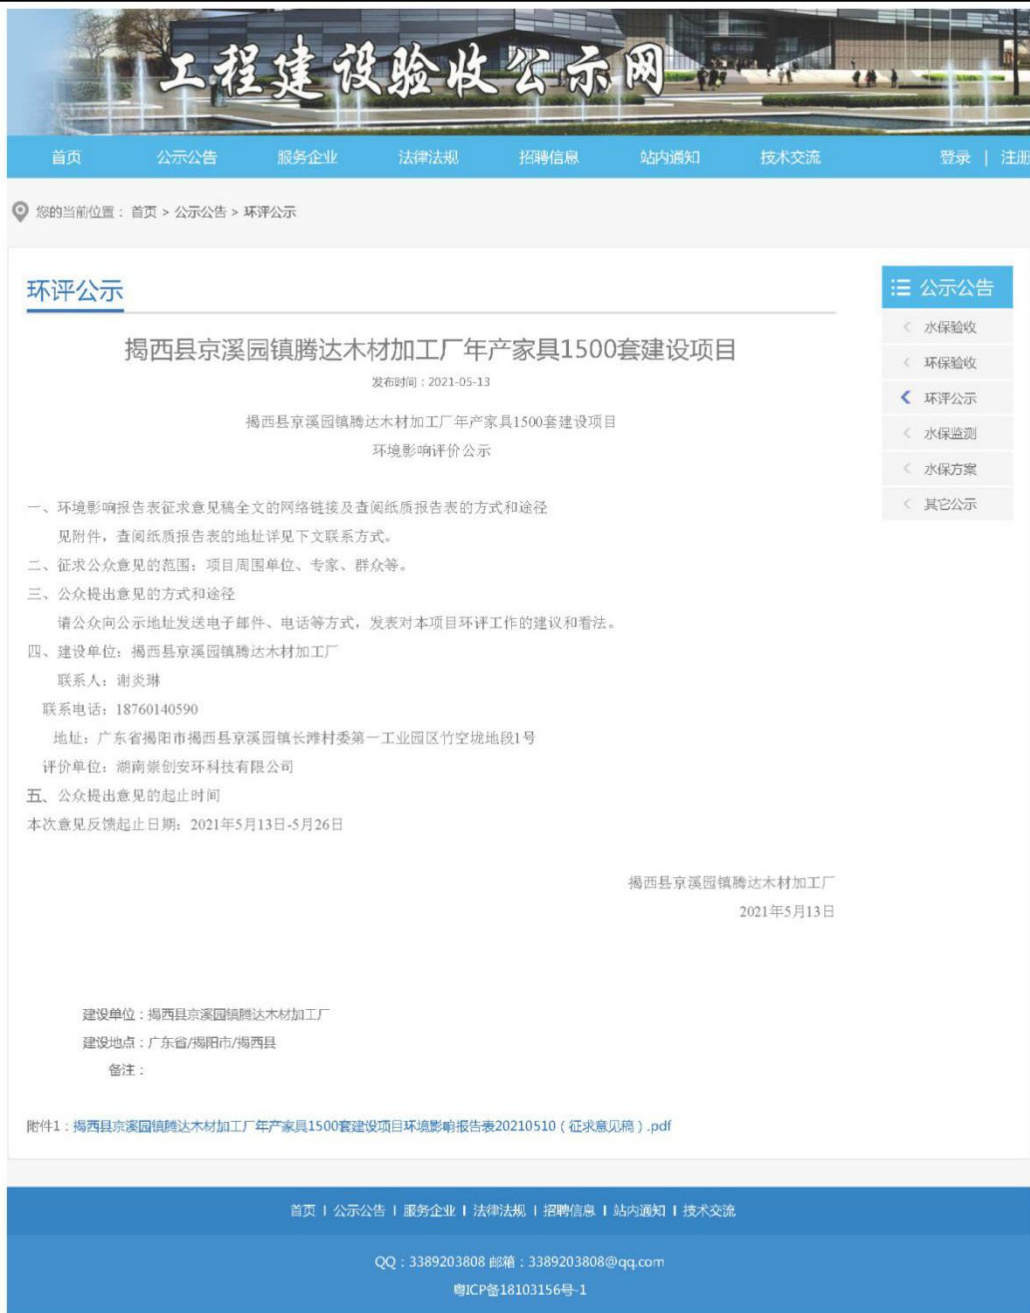 工程建设验收公示网
首页 公示公告 服务企业 法律法规 招聘信息 站内通知 技术交流 登录 | 注册
您的当前位置：首页 > 公示公告 > 环评公示
环评公示
揭西县京溪园镇腾达木材加工厂年产家具1500套建设项目
发布时间：2021-05-13
揭西县京溪园镇腾达木材加工厂年产家具1500套建设项目
环境影响评价公示
一、环境影响报告表征求意见稿全文的网络链接及查阅纸质报告表的方式和途径
见附件，查阅纸质报告表的地址详见下文联系方式。
二、征求公众意见的范围：项目周围单位、专家、群众等。
三、公众提出意见的方式和途径
请公众向公示地址发送电子邮件、电话等方式，发表对本项目环评工作的建议和看法。
四、建设单位：揭西县京溪园镇腾达木材加工厂
联系人：谢炎琳
联系电话：18760140590
地址：广东省揭阳市揭西县京溪园镇长滩村委第一工业园区竹空垅地段1号
评价单位：湖南崇创安环科技有限公司
五、公众提出意见的起止时间
本次意见反馈起止日期：2021年5月13日-5月26日
揭西县京溪园镇腾达木材加工厂
2021年5月13日
建设单位：揭西县京溪园镇腾达木材加工厂
建设地点：广东省/揭阳市/揭西县
备注：
附件1：揭西县京溪园镇腾达木材加工厂年产家具1500套建设项目环境影响报告表20210510（征求意见稿）.pdf
公示公告
水保验收
环保验收
环评公示
水保监测
水保方案
其它公示
首页 | 公示公告 | 服务企业 | 法律法规 | 招聘信息 | 站内通知 | 技术交流
QQ：3389203808 邮箱：3389203808@qq.com
粤ICP备18103156号-1